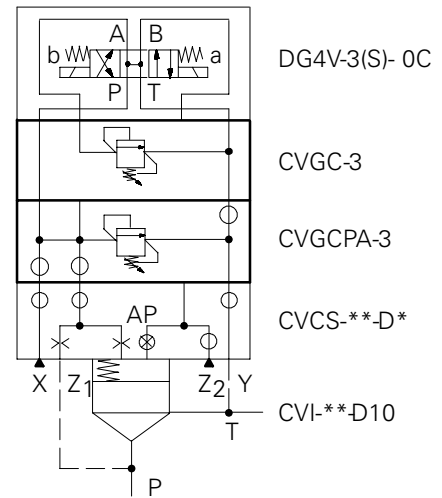 A B
b a
P T
DG4V-3(S)- 0C
CVGC-3
CVGCPA-3
AP
CVCS-**-D*
X Z1 Z2 Y
CVI-**-D10
T
P